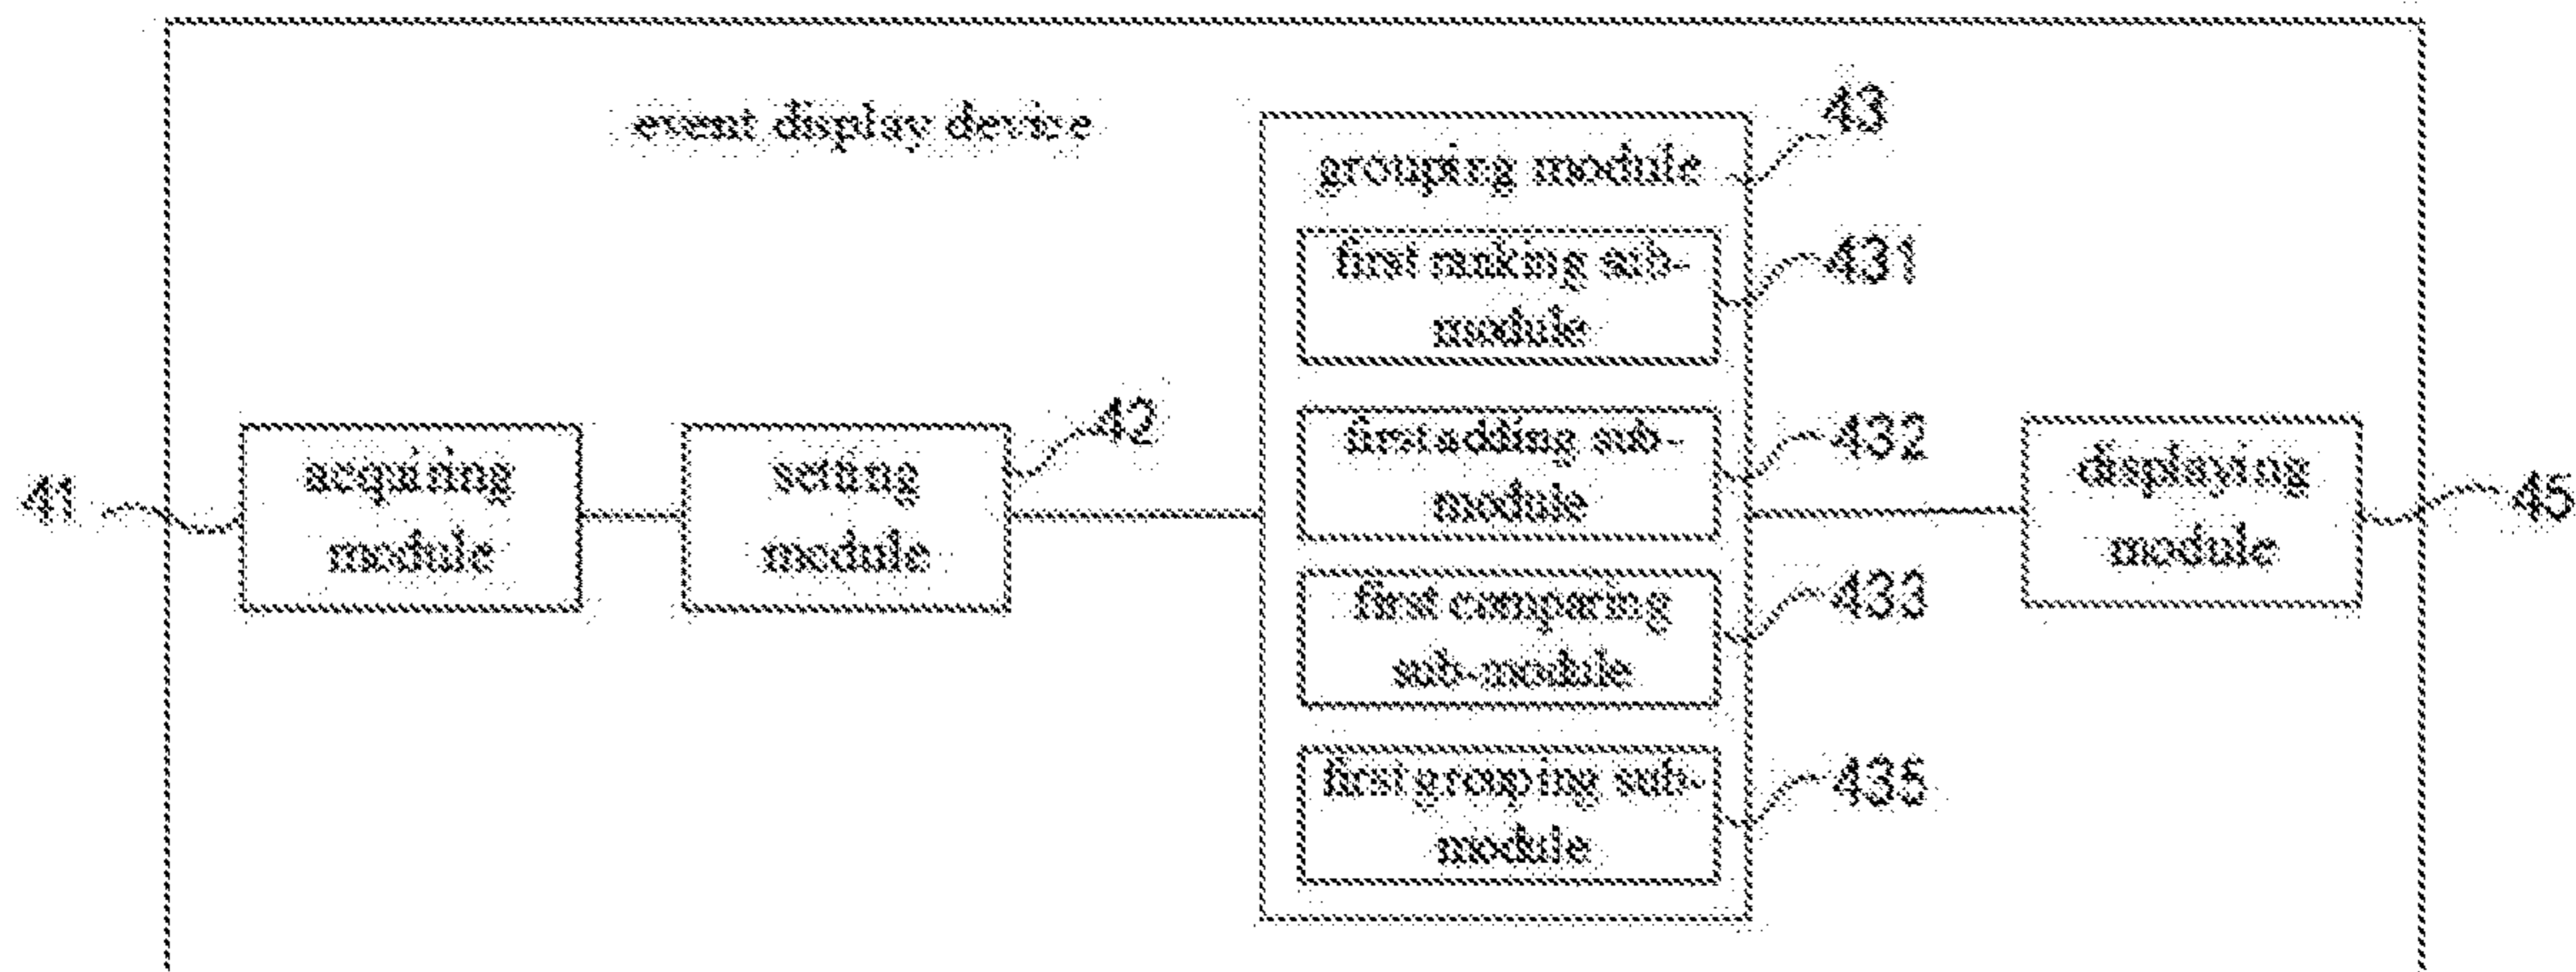 event display device
43
grouping module
first ranking sub-
module
431
42
first adding sub-
module
432
acquiring
module
setting
module
displaying
module
41
45
first comparing
sub-module
433
first grouping sub-
module
435